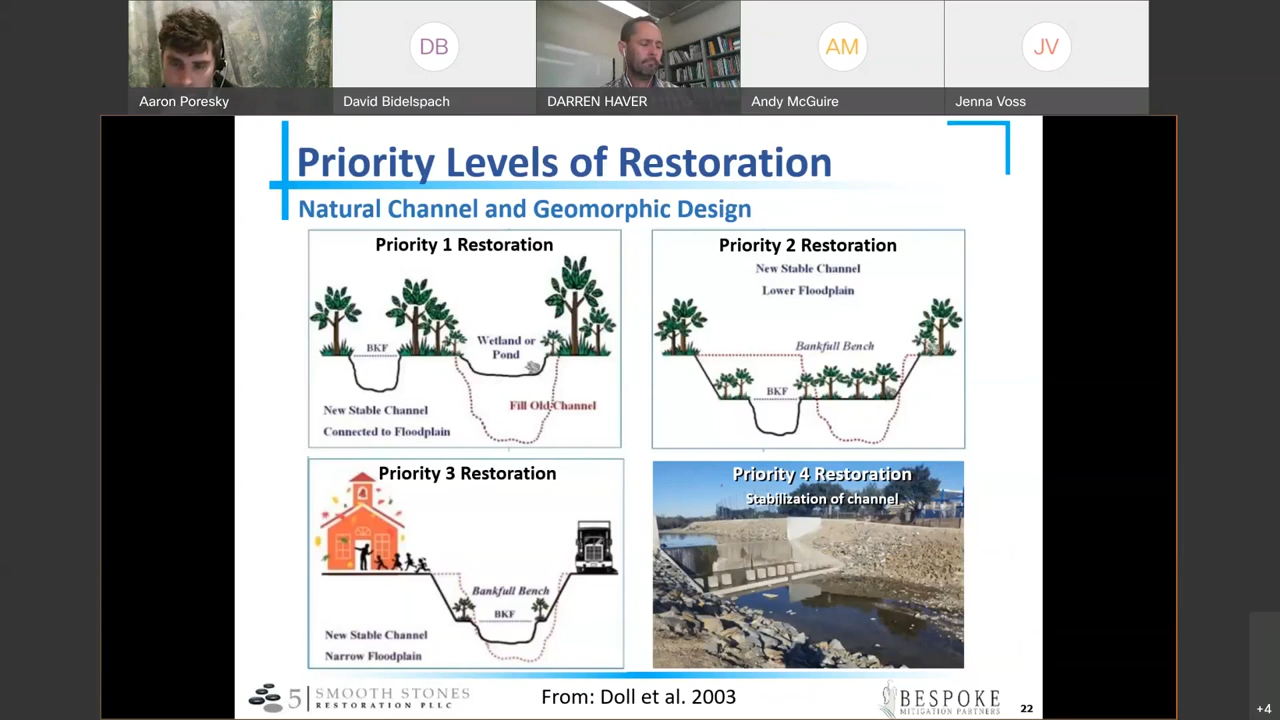 DB
AM
JV
Aaron Poresky
David Bidelspach
DARREN HAVER
Andy McGuire
Jenna Voss
Priority Levels of Restoration
Natural Channel and Geomorphic Design
Priority 1 Restoration
BKF
Wetland or
Pond
Fill Old Channel
New Stable Channel
Connected to Floodplain
Priority 2 Restoration
New Stable Channel
Lower Floodplain
Bankfull Bench
BKF
Priority 3 Restoration
Bankfull Bench
BKF
New Stable Channel
Narrow Floodplain
Priority 4 Restoration
Stabilization of channel
5 SMOOTH STONES
RESTORATION PLLC
From: Doll et al. 2003
BESPOKE
MITIGATION PARTNERS
22
+4